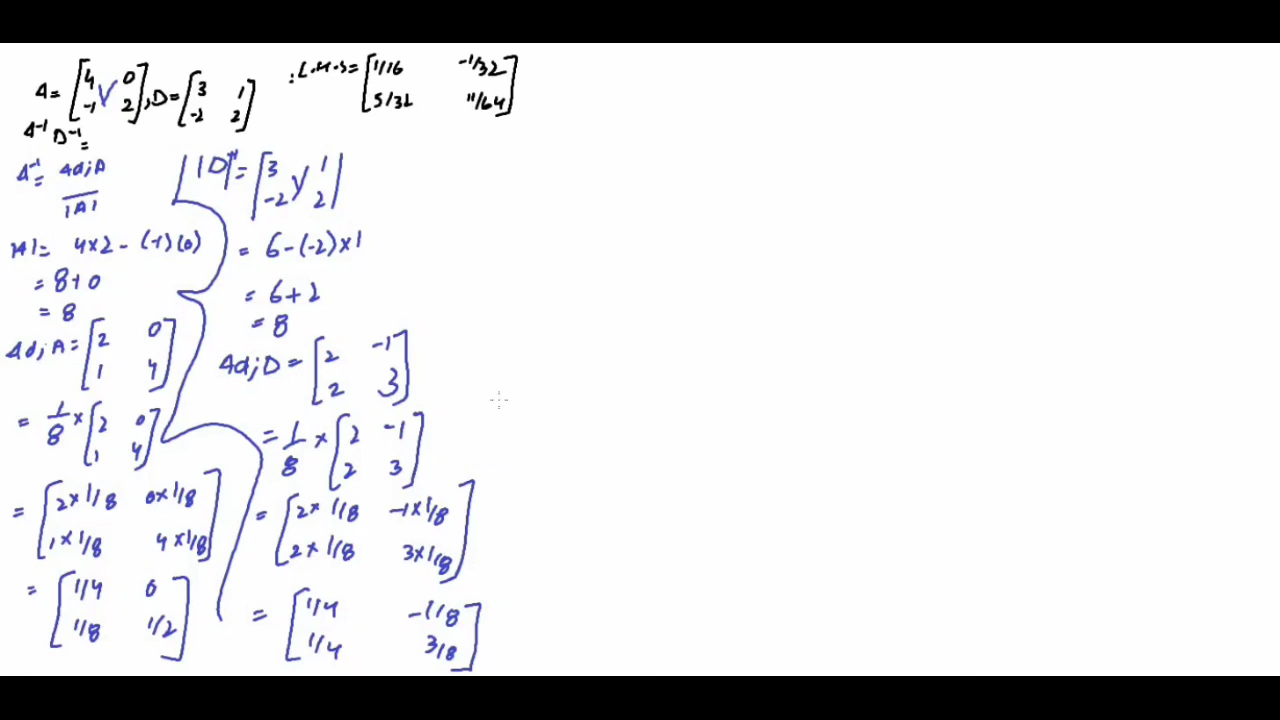 A = [4 0; -1 2], D = [3 1; -2 2]
∴ L.H.S = [1/16 -1/32; 5/32 11/64]
A⁻¹ D⁻¹ =
A⁻¹ = AdjA / |A|
|A| = 4×2 - (-1)(0)
= 8+0
= 8
AdjA = [2 0; 1 4]
= 1/8 × [2 0; 1 4]
= [2×1/8 0×1/8; 1×1/8 4×1/8]
= [1/4 0; 1/8 1/2]
|D| = [3 1; -2 2]
= 6-(-2)×1
= 6+2
= 8
AdjD = [2 -1; 2 3]
= 1/8 × [2 -1; 2 3]
= [2×1/8 -1×1/8; 2×1/8 3×1/8]
= [1/4 -1/8; 1/4 3/8]